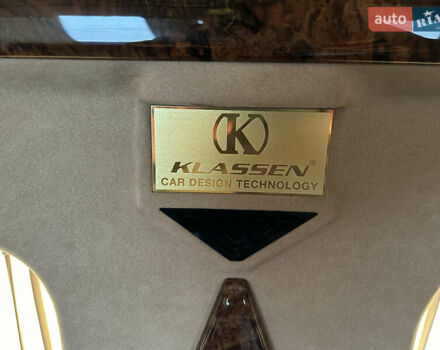 auto
RIA
K
KLASSEN®
CAR DESIGN TECHNOLOGY